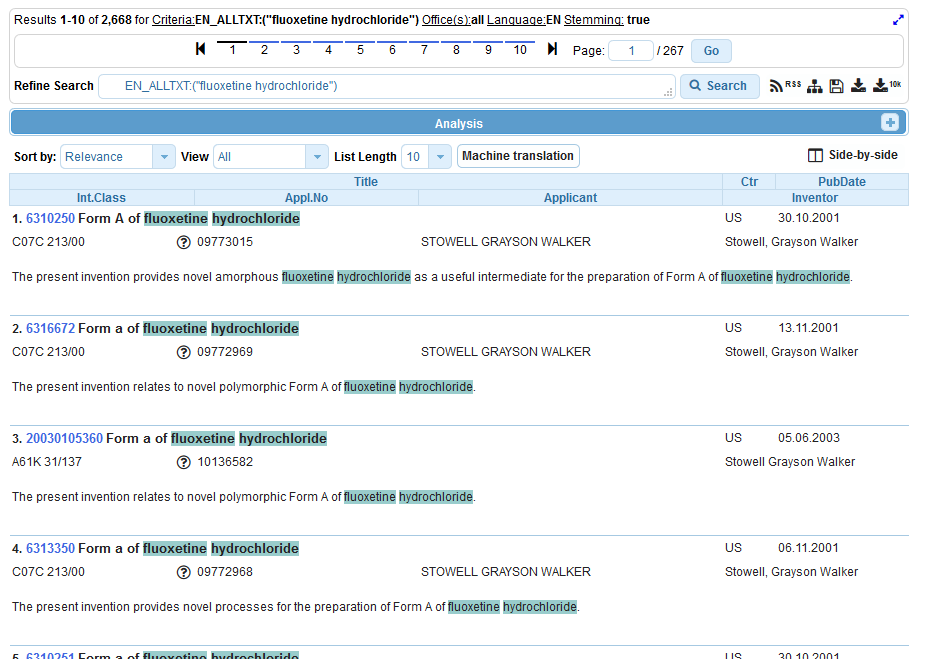 Results 1-10 of 2,668 for Criteria:EN_ALLTXT:("fluoxetine hydrochloride") Office(s):all Language:EN Stemming: true
1 2 3 4 5 6 7 8 9 10 Page: 1 / 267 Go
Refine Search EN_ALLTXT:("fluoxetine hydrochloride") Search RSS 10k
Analysis
Sort by: Relevance View All List Length 10 Machine translation Side-by-side
Title Ctr PubDate
Int.Class Appl.No Applicant Inventor
1. 6310250 Form A of fluoxetine hydrochloride US 30.10.2001
C07C 213/00 ? 09773015 STOWELL GRAYSON WALKER Stowell, Grayson Walker
The present invention provides novel amorphous fluoxetine hydrochloride as a useful intermediate for the preparation of Form A of fluoxetine hydrochloride.
2. 6316672 Form a of fluoxetine hydrochloride US 13.11.2001
C07C 213/00 ? 09772969 STOWELL GRAYSON WALKER Stowell, Grayson Walker
The present invention relates to novel polymorphic Form A of fluoxetine hydrochloride.
3. 20030105360 Form a of fluoxetine hydrochloride US 05.06.2003
A61K 31/137 ? 10136582 Stowell Grayson Walker
The present invention relates to novel polymorphic Form A of fluoxetine hydrochloride.
4. 6313350 Form a of fluoxetine hydrochloride US 06.11.2001
C07C 213/00 ? 09772968 STOWELL GRAYSON WALKER Stowell, Grayson Walker
The present invention provides novel processes for the preparation of Form A of fluoxetine hydrochloride.
5. 6310251 Form a of fluoxetine hydrochloride US 30.10.2001